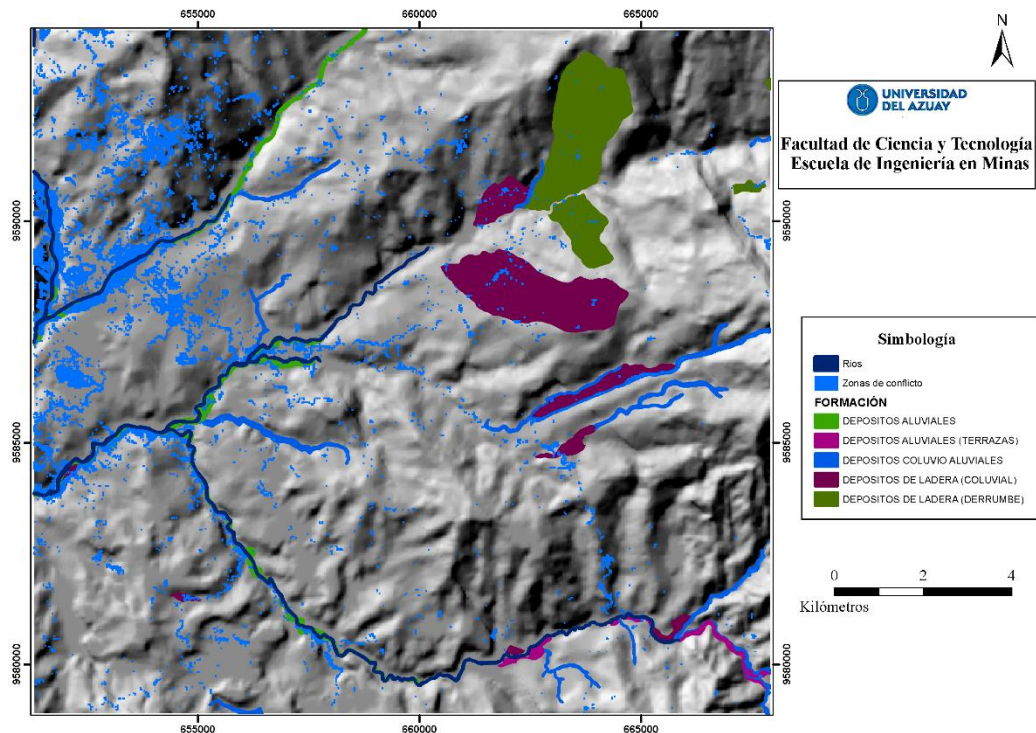 655000
660000
665000
N
9590000
9585000
9580000
9590000
9585000
9580000
655000
660000
665000
UNIVERSIDAD
DEL AZUAY
Facultad de Ciencia y Tecnología
Escuela de Ingeniería en Minas
Simbología
Rios
Zonas de conflicto
FORMACIÓN
DEPOSITOS ALUVIALES
DEPOSITOS ALUVIALES (TERRAZAS)
DEPOSITOS COLUVIO ALUVIALES
DEPOSITOS DE LADERA (COLUVIAL)
DEPOSITOS DE LADERA (DERRUMBE)
0 2 4
Kilómetros